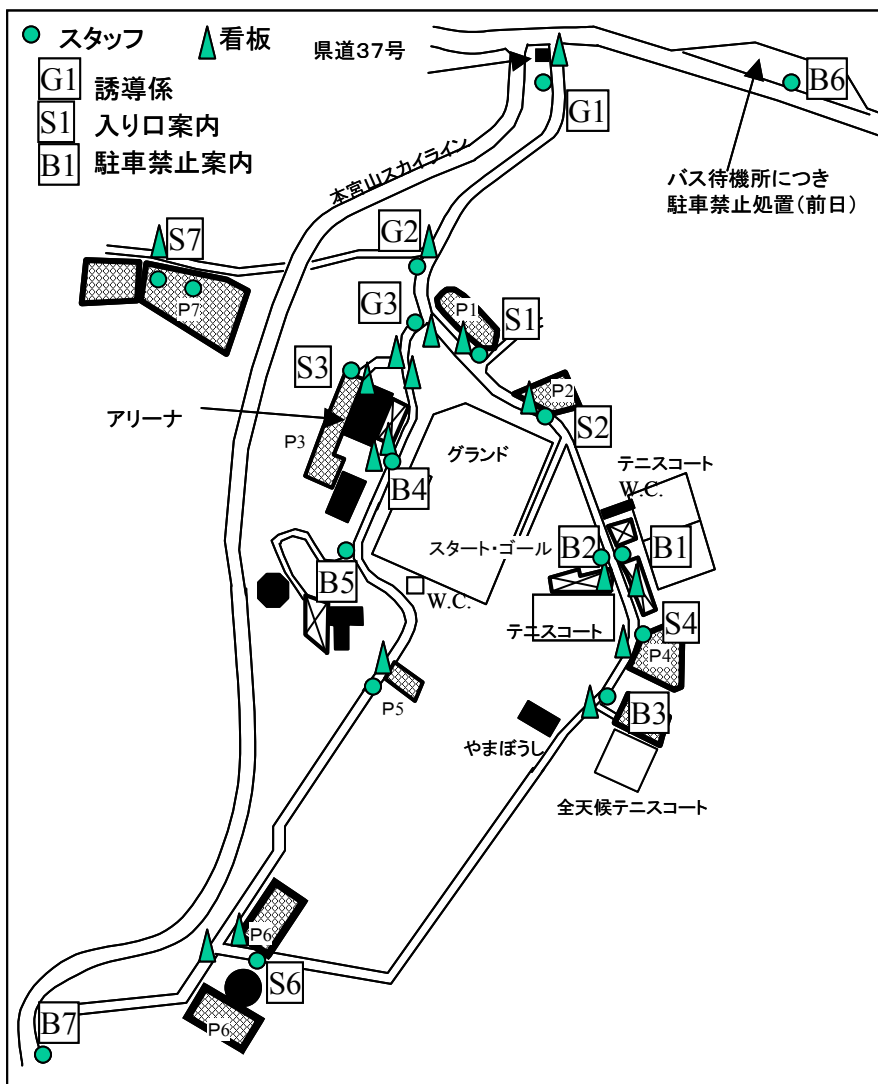 スタッフ
看板
G1 誘導係
S1 入り口案内
B1 駐車禁止案内
県道37号
G1
B6
バス待機所につき
駐車禁止処置(前日)
本宮山スカイライン
S7
P7
G2
G3
P1
S1
S3
P2
S2
アリーナ
P3
グランド
テニスコート
W.C.
B4
スタート・ゴール
B2
B1
B5
W.C.
テニスコート
S4
P4
P5
B3
やまぼうし
全天候テニスコート
P6
S6
P6
B7